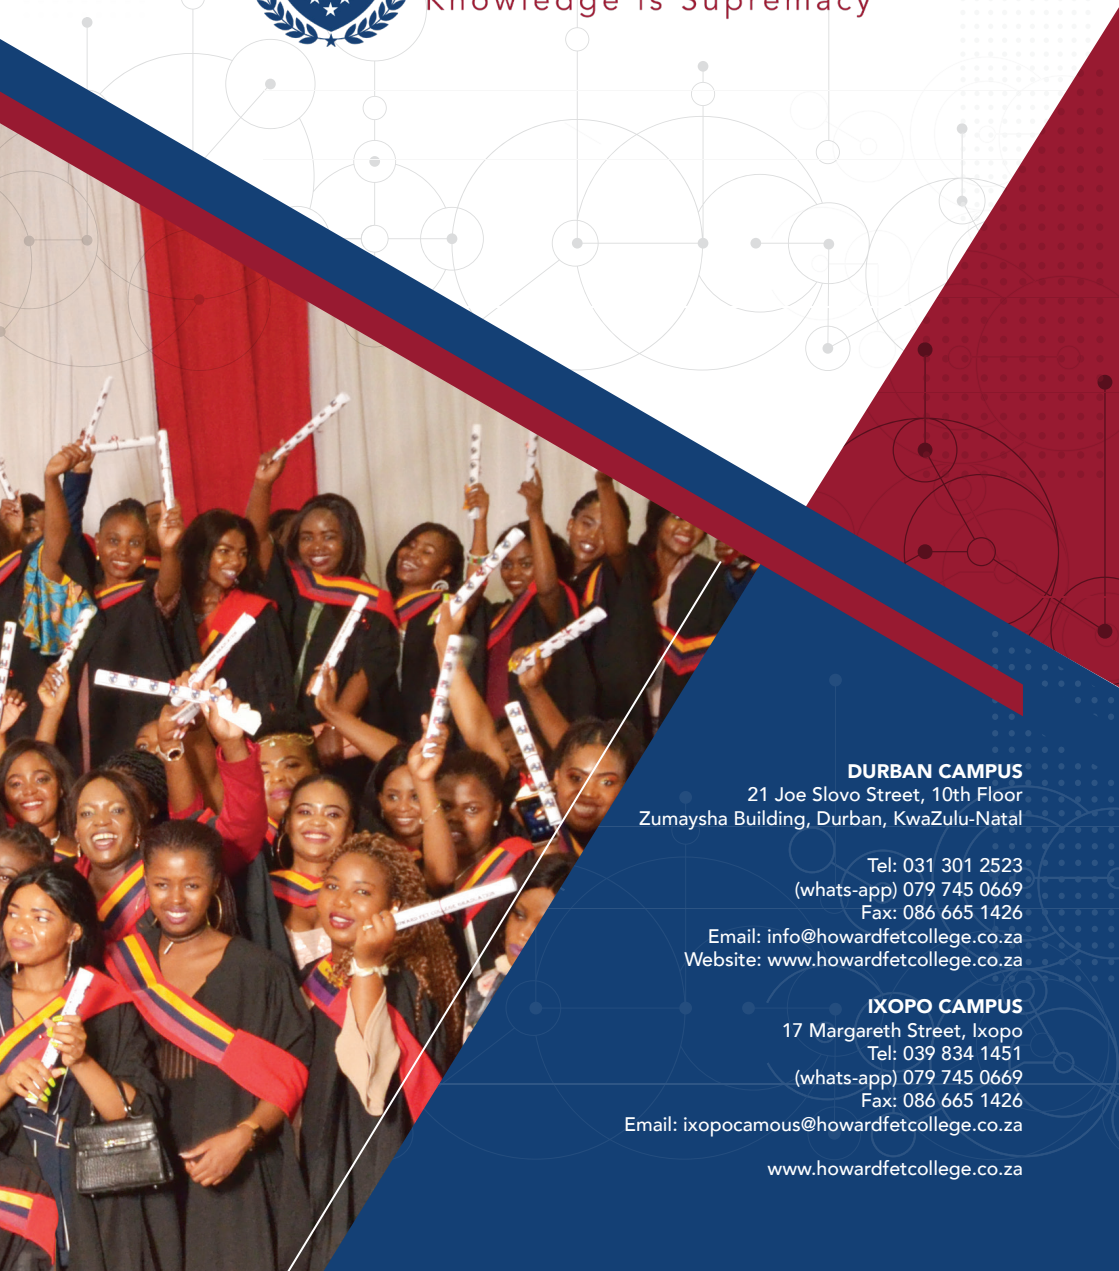 Knowledge is Supremacy
DURBAN CAMPUS
21 Joe Slovo Street, 10th Floor
Zumaysha Building, Durban, KwaZulu-Natal
Tel: 031 301 2523
(whats-app) 079 745 0669
Fax: 086 665 1426
Email: info@howardfetcollege.co.za
Website: www.howardfetcollege.co.za
IXOPO CAMPUS
17 Margareth Street, Ixopo
Tel: 039 834 1451
(whats-app) 079 745 0669
Fax: 086 665 1426
Email: ixopocamous@howardfetcollege.co.za
www.howardfetcollege.co.za